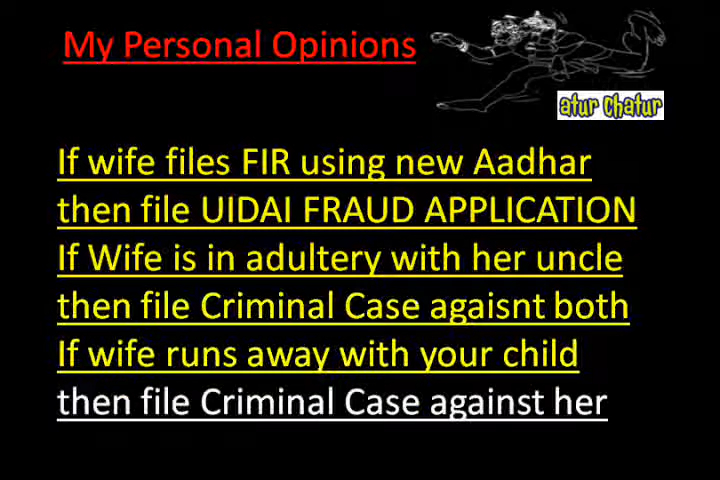 My Personal Opinions
atur Chatur
If wife files FIR using new Aadhar
then file UIDAI FRAUD APPLICATION
If Wife is in adultery with her uncle
then file Criminal Case agaisnt both
If wife runs away with your child
then file Criminal Case against her